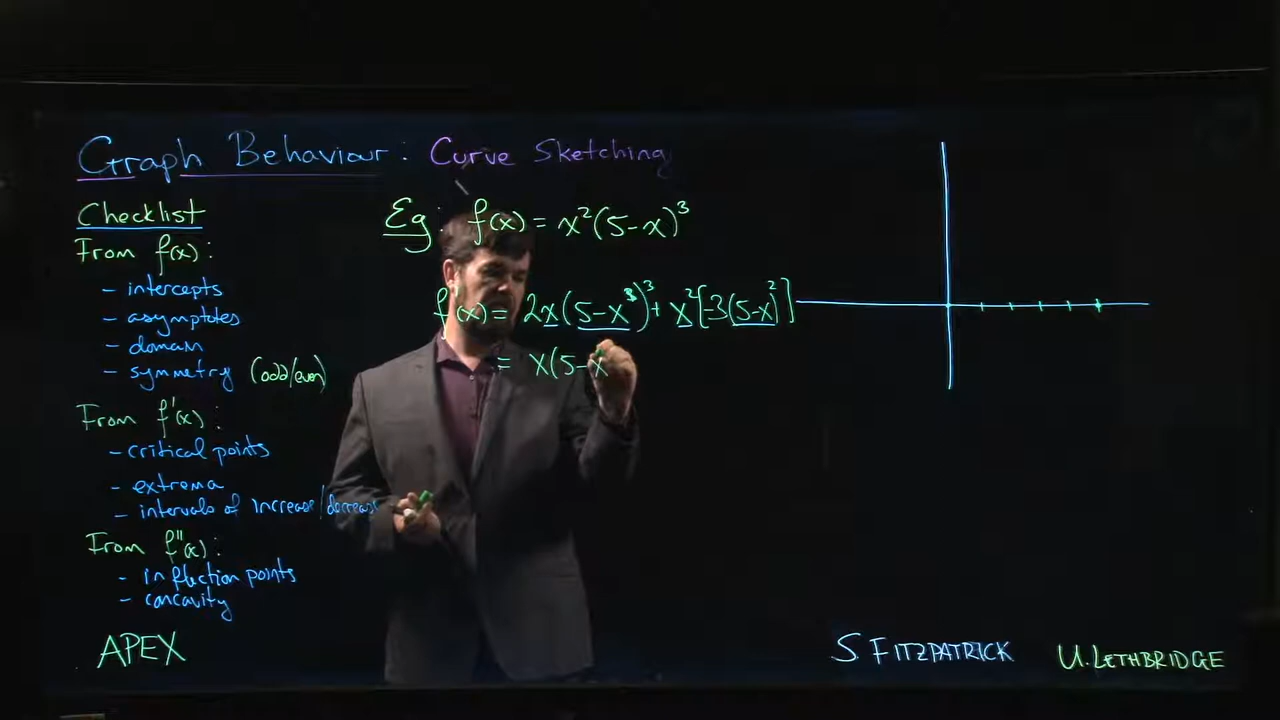 Graph Behaviour: Curve Sketching
Checklist
From f(x):
- intercepts
- asymptotes
- domain
- symmetry (odd/even)
From f'(x):
- critical points
- extrema
- intervals of increase/decrease
From f''(x):
- inflection points
- concavity
APEX
Eg: f(x) = x²(5-x)³
f'(x) = 2x(5-x)³ + x²[-3(5-x)²]
= x(5-x
S. FITZPATRICK
U. LETHBRIDGE